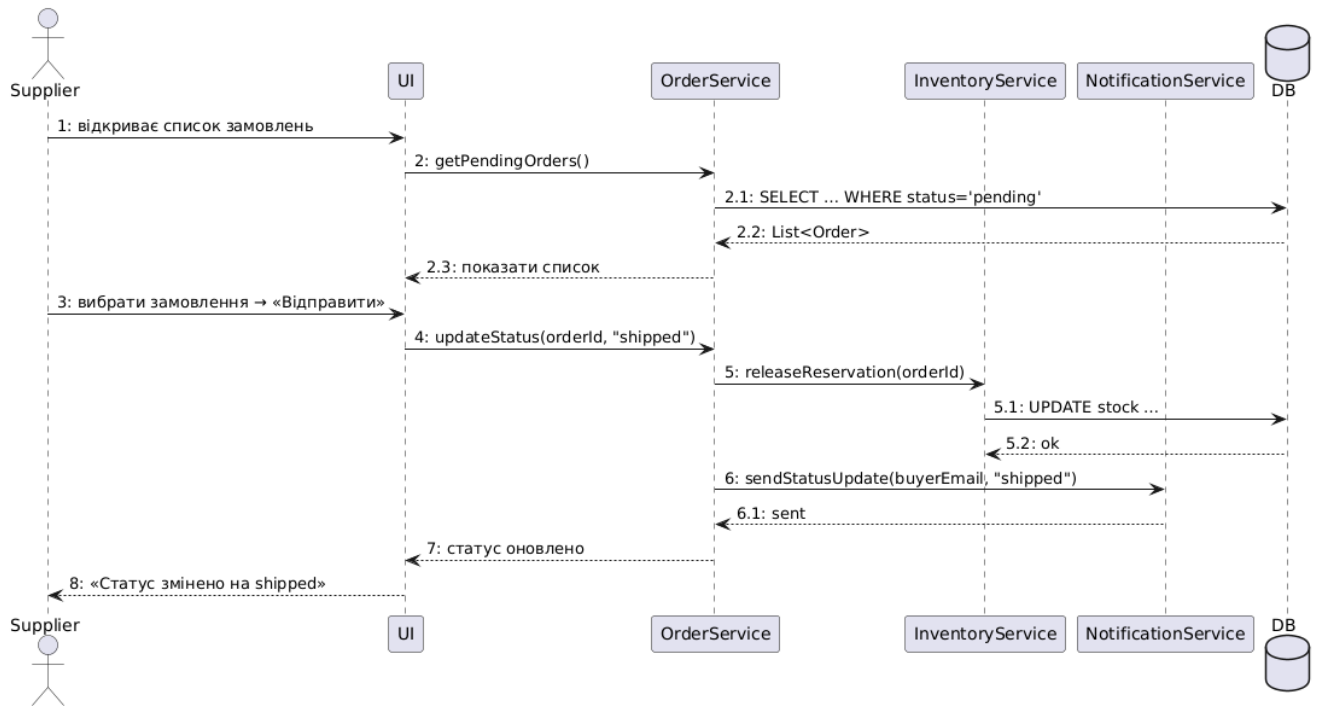 Supplier
UI
OrderService
InventoryService
NotificationService
DB
1: відкриває список замовлень
2: getPendingOrders()
2.1: SELECT ... WHERE status='pending'
2.2: List<Order>
2.3: показати список
3: вибрати замовлення → «Відправити»
4: updateStatus(orderId, "shipped")
5: releaseReservation(orderId)
5.1: UPDATE stock ...
5.2: ok
6: sendStatusUpdate(buyerEmail, "shipped")
6.1: sent
7: статус оновлено
8: «Статус змінено на shipped»
Supplier
UI
OrderService
InventoryService
NotificationService
DB